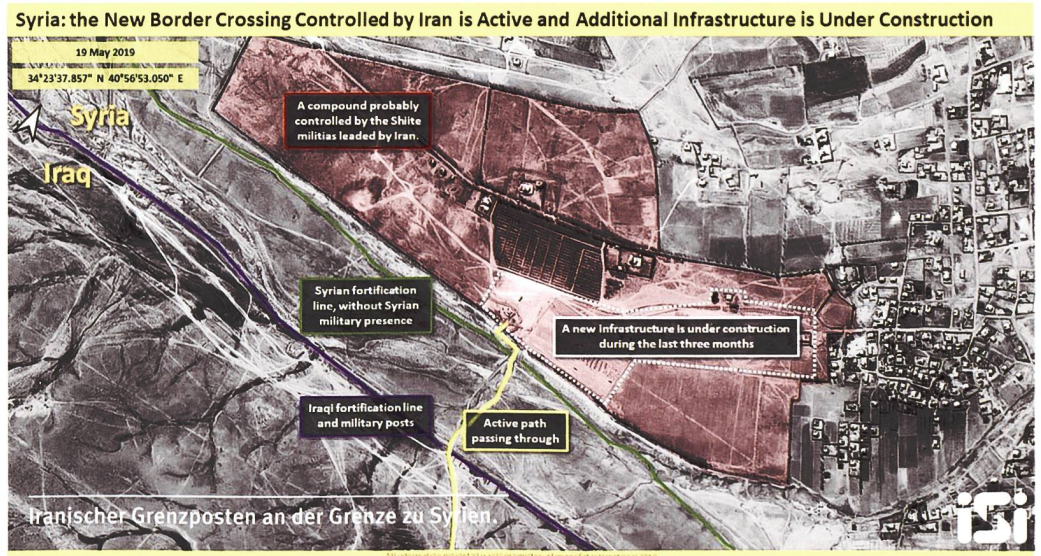 Syria: the New Border Crossing Controlled by Iran is Active and Additional Infrastructure is Under Construction
19 May 2019
34°23'37.857" N 40°56'53.050" E
Syria
Iraq
A compound probably
controlled by the Shiite
militias leaded by Iran.
Syrian fortification
line, without Syrian
military presence
A new Infrastructure is under construction
during the last three months
Iraqi fortification line
and military posts
Active path
passing through
Iranischer Grenzposten an der Grenze zu Syrien.
iSi